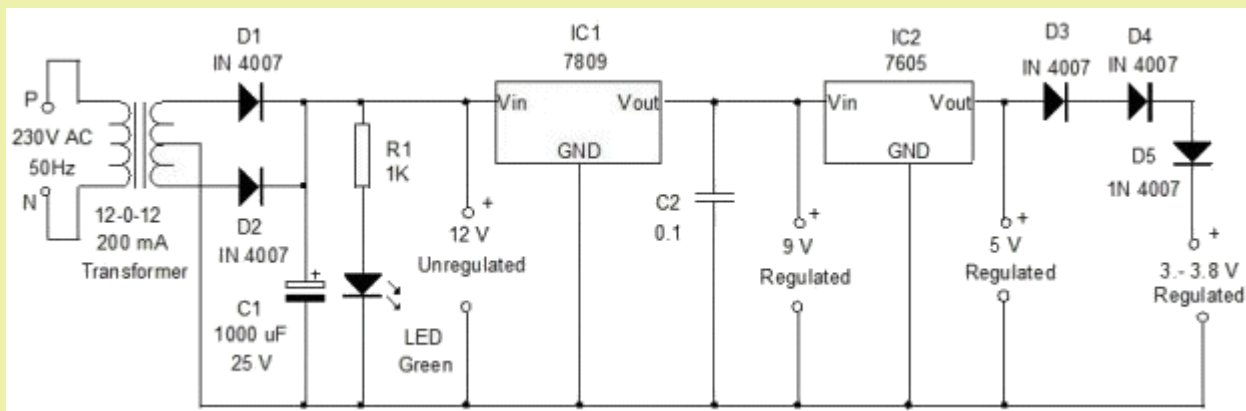 P
230V AC
50Hz
N
12-0-12
200 mA
Transformer
D1
IN 4007
D2
IN 4007
+
C1
1000 uF
25 V
R1
1K
LED
Green
+
12 V
Unregulated
IC1
7809
Vin
Vout
GND
C2
0.1
+
9 V
Regulated
IC2
7605
Vin
Vout
GND
+
5 V
Regulated
D3
IN 4007
D4
IN 4007
D5
1N 4007
+
3.- 3.8 V
Regulated